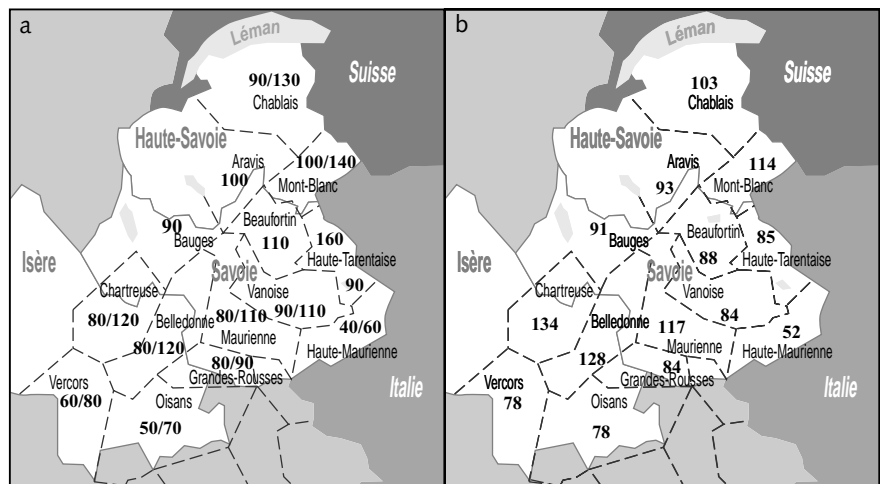 a
Léman
Suisse
90/130
Chablais
Haute-Savoie
Aravis
100
100/140
Mont-Blanc
90
Bauges
Beaufortin
110
160
Haute-Tarentaise
Isère
Savoie
Chartreuse
80/120
Vanoise
90
90/110
Belledonne
80/110
80/120
Maurienne
40/60
Haute-Maurienne
80/90
Grandes-Rousses
Vercors
60/80
Oisans
50/70
Italie
b
Léman
Suisse
103
Chablais
Haute-Savoie
Aravis
93
114
Mont-Blanc
91
Bauges
Beaufortin
88
85
Haute-Tarentaise
Isère
Savoie
Chartreuse
134
Vanoise
84
Belledonne
117
128
Maurienne
52
Haute-Maurienne
84
Grandes-Rousses
Vercors
78
Oisans
78
Italie